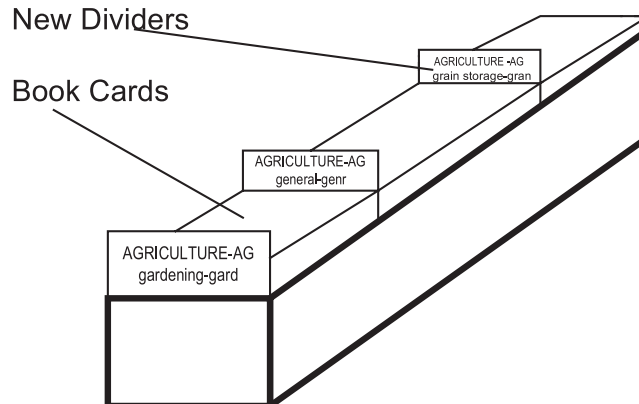 New Dividers
AGRICULTURE -AG
grain storage-gran
Book Cards
AGRICULTURE-AG
general-genr
AGRICULTURE-AG
gardening-gard